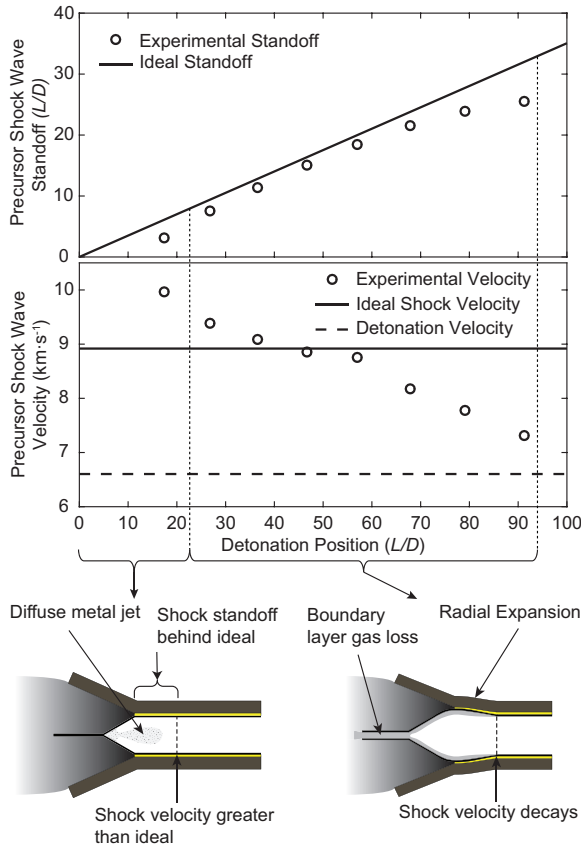 Precursor Shock Wave
Standoff (L/D)
40
30
20
10
0
Experimental Standoff
Ideal Standoff
Precursor Shock Wave
Velocity (km·s⁻¹)
10
9
8
7
6
Experimental Velocity
Ideal Shock Velocity
Detonation Velocity
0 10 20 30 40 50 60 70 80 90 100
Detonation Position (L/D)
Diffuse metal jet
Shock standoff
behind ideal
Boundary
layer gas loss
Radial Expansion
Shock velocity greater
than ideal
Shock velocity decays